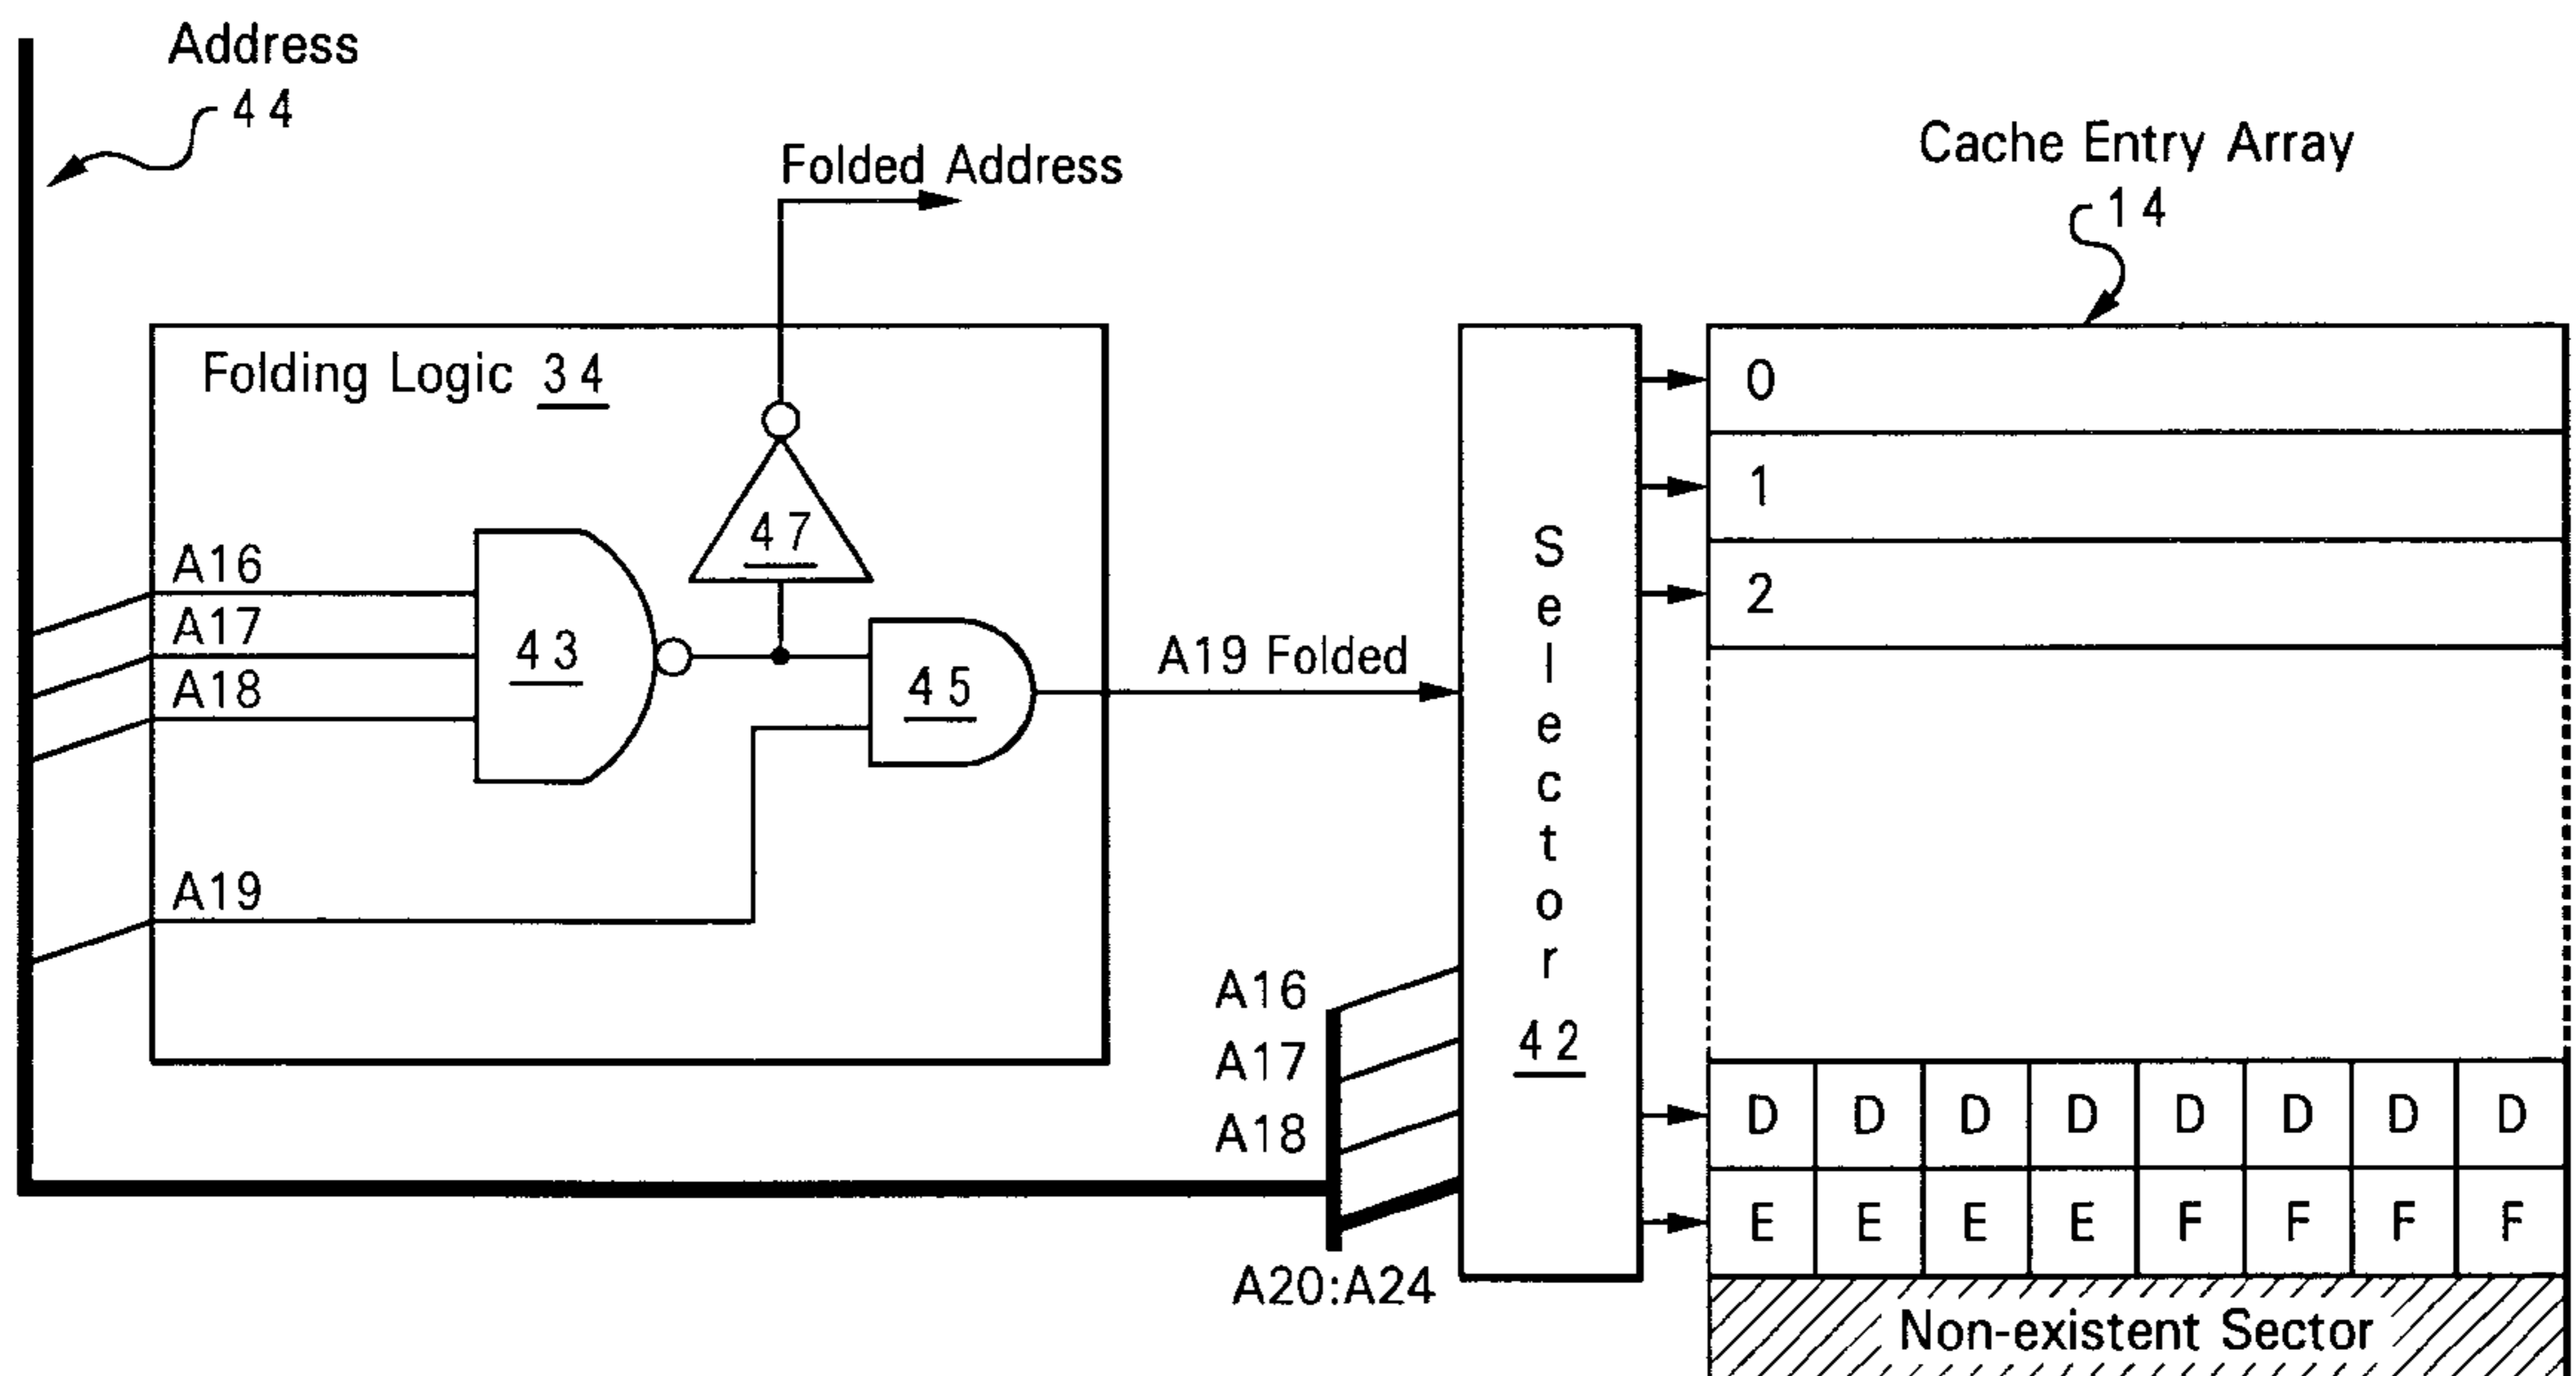 Address
44
Folded Address
Cache Entry Array
14
Folding Logic 34
47
A16
A17
A18
43
45
A19 Folded
A19
Selector
42
A16
A17
A18
A20:A24
0
1
2
D D D D D D D D
E E E E F F F F
Non-existent Sector